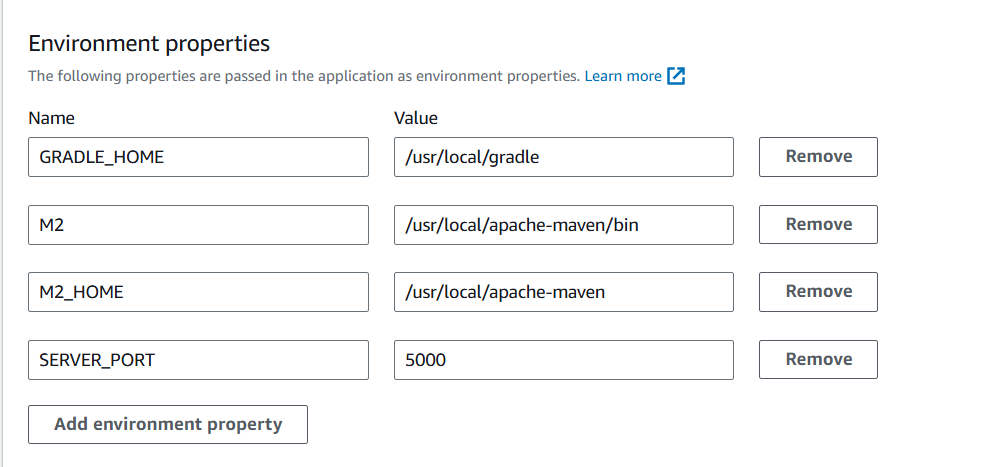 Environment properties
The following properties are passed in the application as environment properties. Learn more
Name Value
GRADLE_HOME /usr/local/gradle Remove
M2 /usr/local/apache-maven/bin Remove
M2_HOME /usr/local/apache-maven Remove
SERVER_PORT 5000 Remove
Add environment property